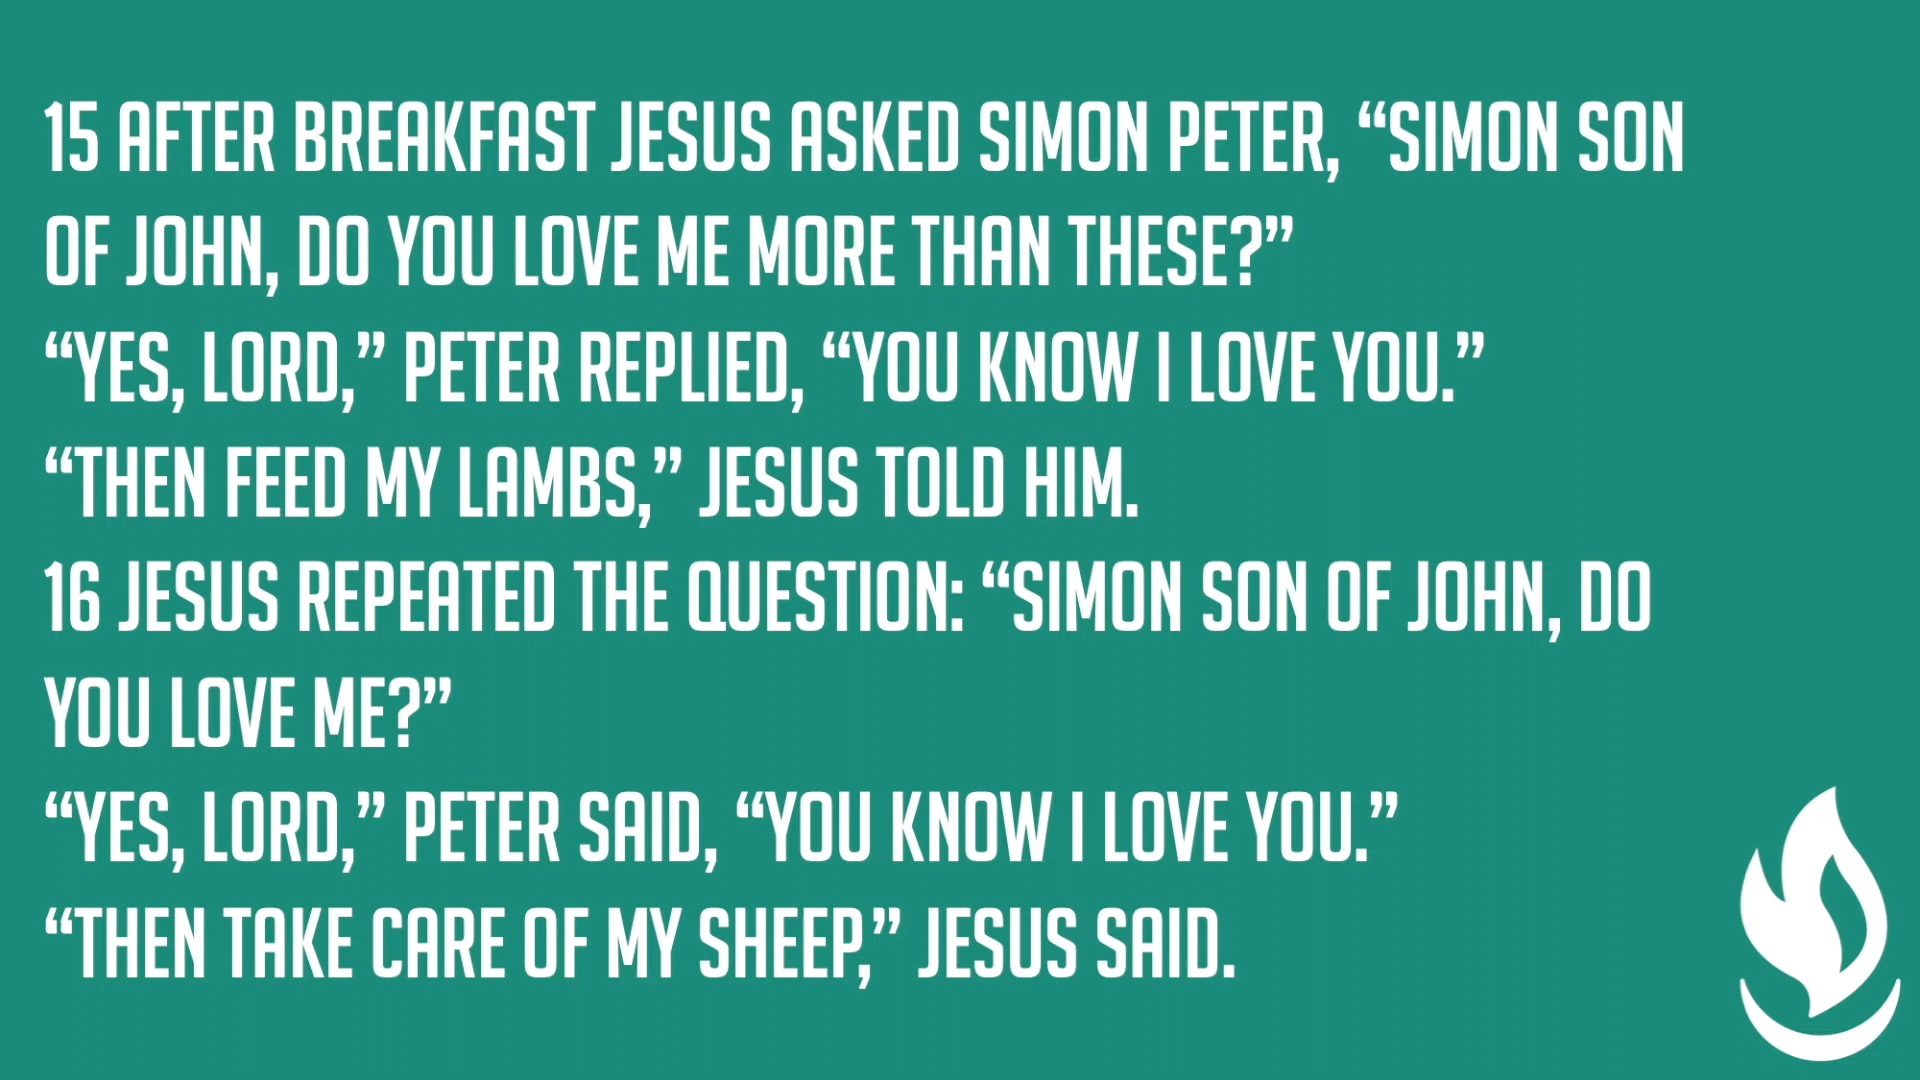 15 AFTER BREAKFAST JESUS ASKED SIMON PETER, “SIMON SON
OF JOHN, DO YOU LOVE ME MORE THAN THESE?”
“YES, LORD,” PETER REPLIED, “YOU KNOW I LOVE YOU.”
“THEN FEED MY LAMBS,” JESUS TOLD HIM.
16 JESUS REPEATED THE QUESTION: “SIMON SON OF JOHN, DO
YOU LOVE ME?”
“YES, LORD,” PETER SAID, “YOU KNOW I LOVE YOU.”
“THEN TAKE CARE OF MY SHEEP,” JESUS SAID.